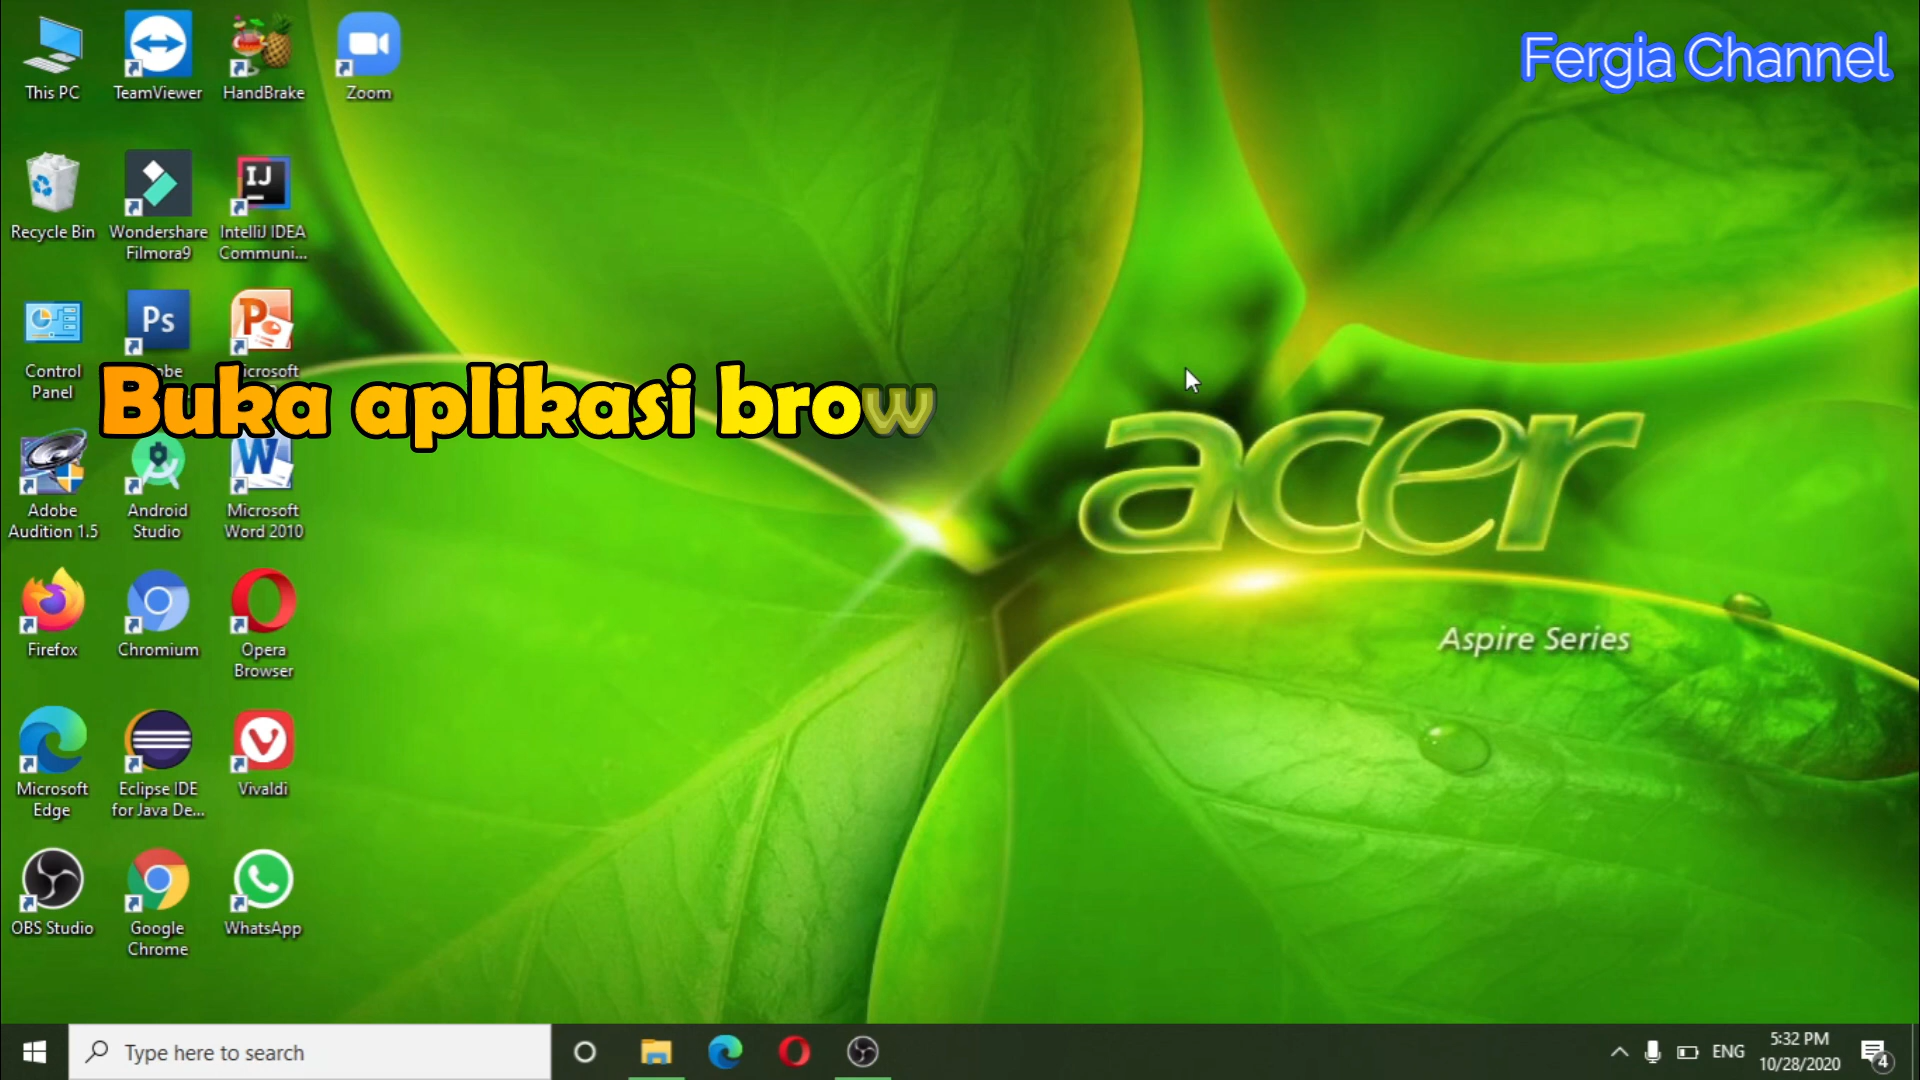 Fergia Channel
This PC
TeamViewer
HandBrake
Zoom
Recycle Bin
Wondershare
Filmora9
IJ
IntelliJ IDEA
Communi...
Control
Panel
Ps
Buka aplikasi brow
acer
Aspire Series
Adobe
Audition 1.5
Android
Studio
W
Microsoft
Word 2010
Firefox
Chromium
Opera
Browser
Microsoft
Edge
Eclipse IDE
for Java De...
Vivaldi
OBS Studio
Google
Chrome
WhatsApp
Type here to search
ENG
5:32 PM
10/28/2020
4